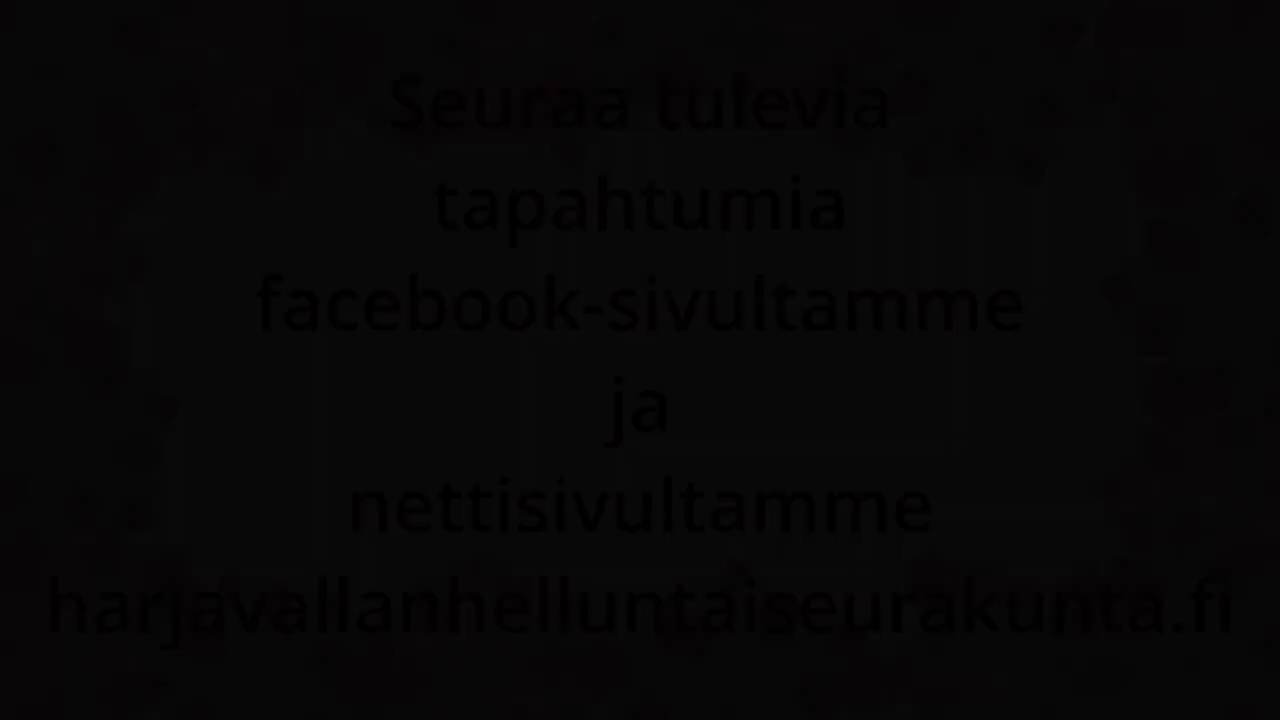 Seuraa tulevia
tapahtumia
facebook-sivultamme
ja
nettisivultamme
harjavallanhelluntaiseurakunta.fi